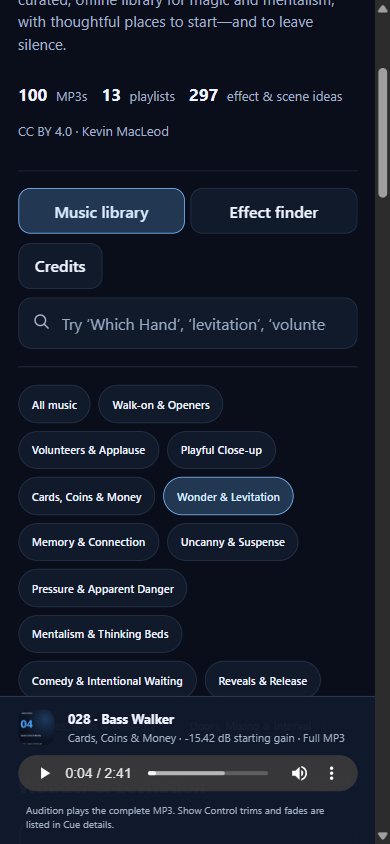 curated, offline library for magic and mentalism,
with thoughtful places to start—and to leave
silence.
100 MP3s 13 playlists 297 effect & scene ideas
CC BY 4.0 · Kevin MacLeod
Music library
Effect finder
Credits
Try ‘Which Hand’, ‘levitation’, ‘volunte
All music
Walk-on & Openers
Volunteers & Applause
Playful Close-up
Cards, Coins & Money
Wonder & Levitation
Memory & Connection
Uncanny & Suspense
Pressure & Apparent Danger
Mentalism & Thinking Beds
Comedy & Intentional Waiting
Reveals & Release
04
028 · Bass Walker
Cards, Coins & Money · -15.42 dB starting gain · Full MP3
0:04 / 2:41
Audition plays the complete MP3. Show Control trims and fades are
listed in Cue details.